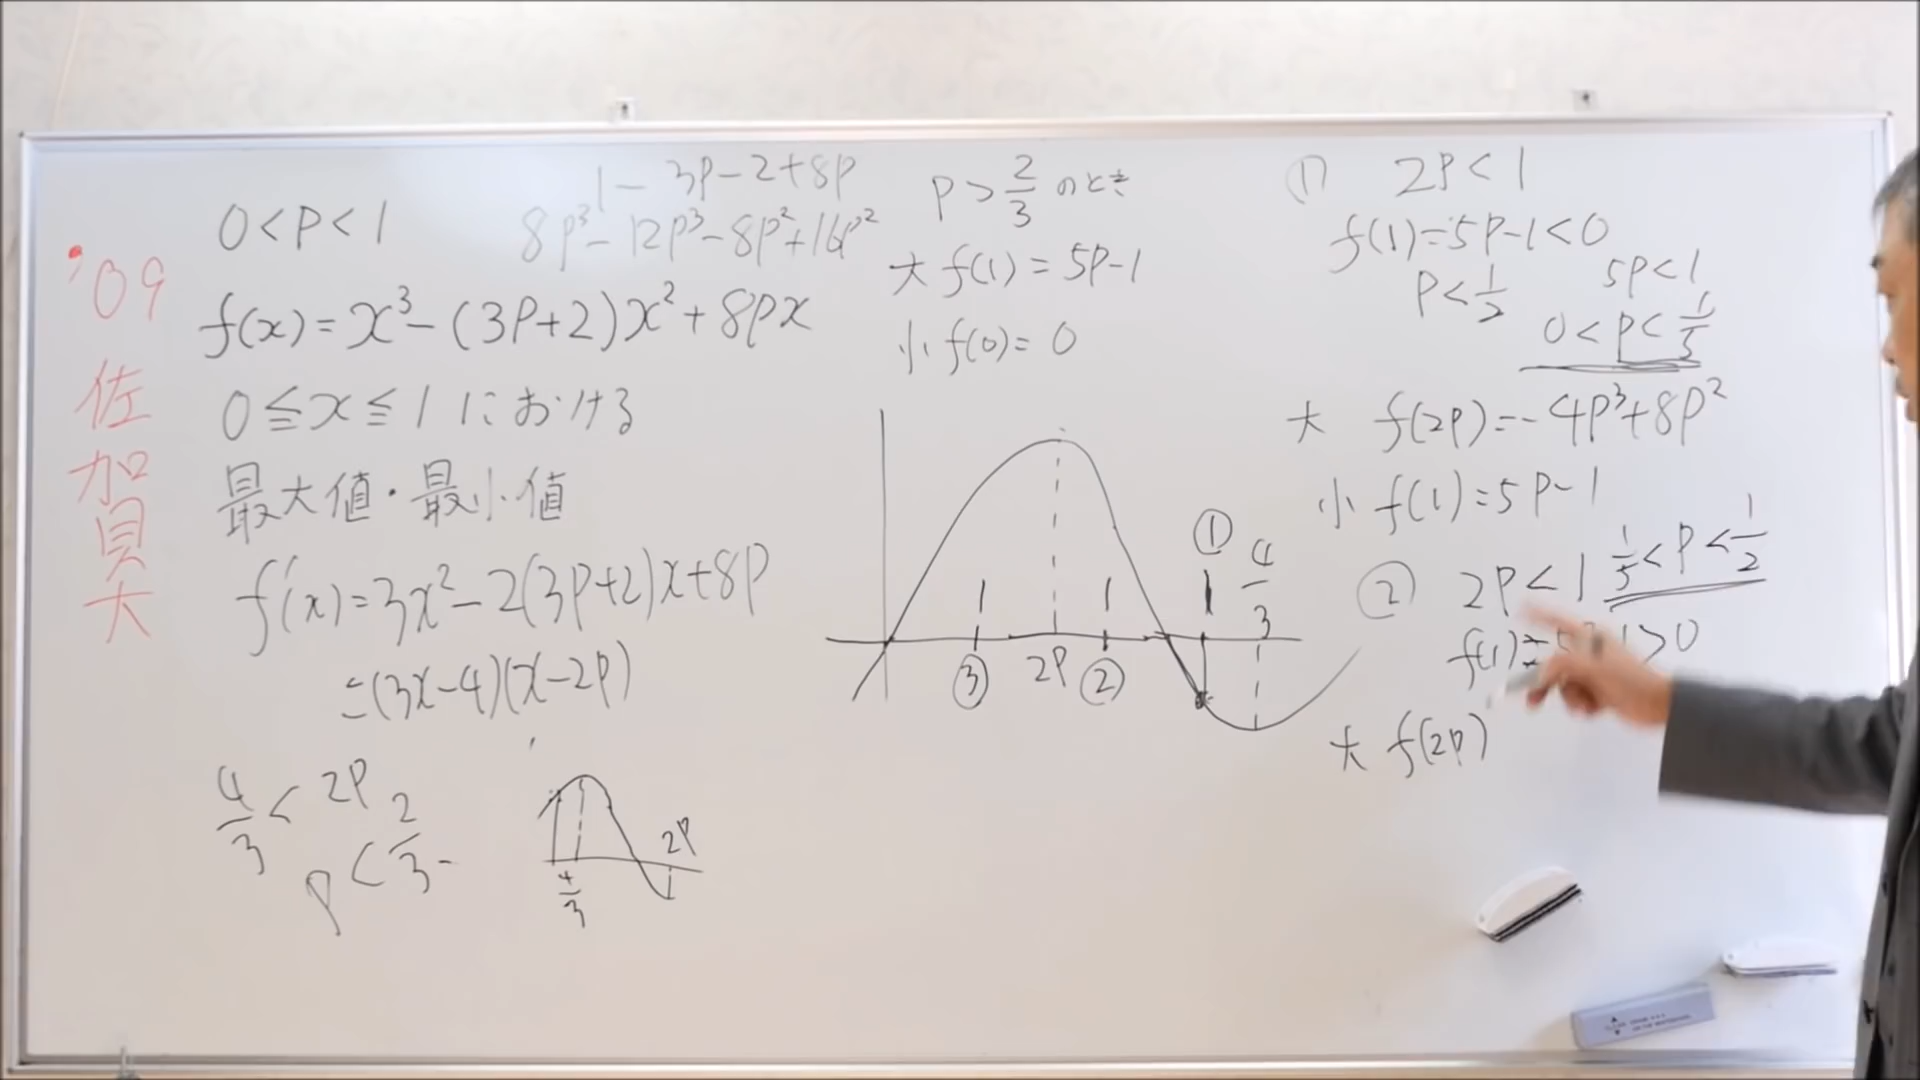 '09 佐賀大
0<P<1
f(x)=x³-(3P+2)x²+8px
0≦x≦1における
最大値・最小値
f'(x)=3x²-2(3P+2)x+8p
=(3x-4)(x-2P)
4/3<2P
P<2/3
4/3
2P
1-3p-2+8p
8p³-12p³-8p²+16p²
P>2/3のとき
大 f(1)=5P-1
小 f(0)=0
① 4/3
1 1 1
③ 2P ②
① 2P<1
f(1)=5P-1<0
P<1/2 5P<1
0<P<1/5
大 f(2P)=-4P³+8P²
小 f(1)=5P-1
② 2P<1 1/5<P<1/2
f(1)= >0
大 f(2P)